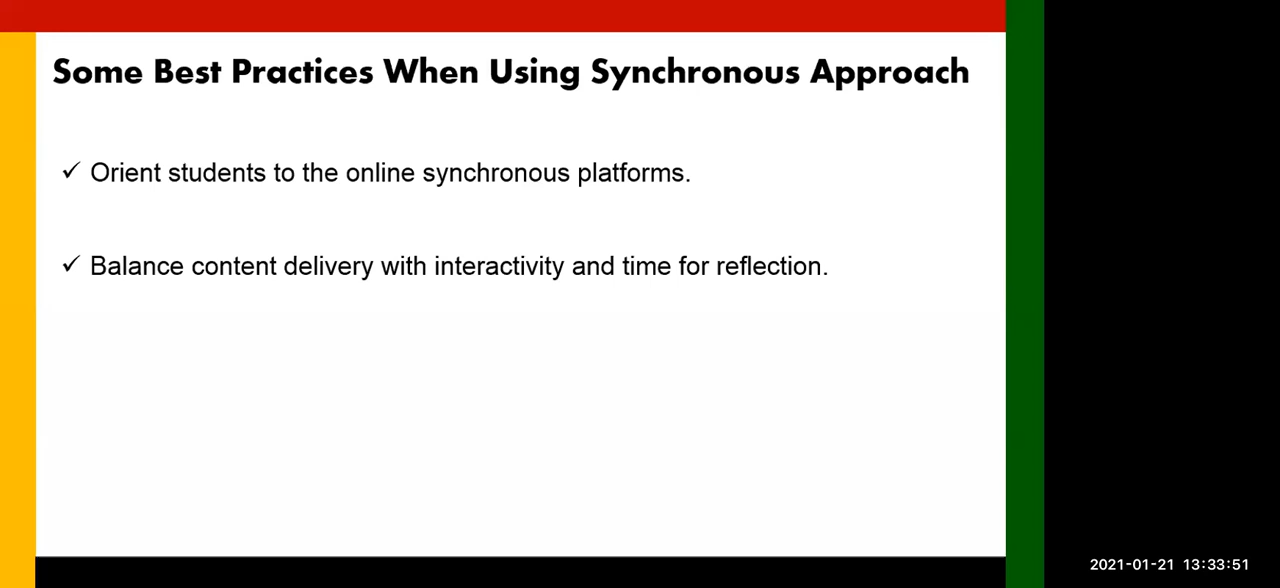 Some Best Practices When Using Synchronous Approach
✓ Orient students to the online synchronous platforms.
✓ Balance content delivery with interactivity and time for reflection.
2021-01-21 13:33:51